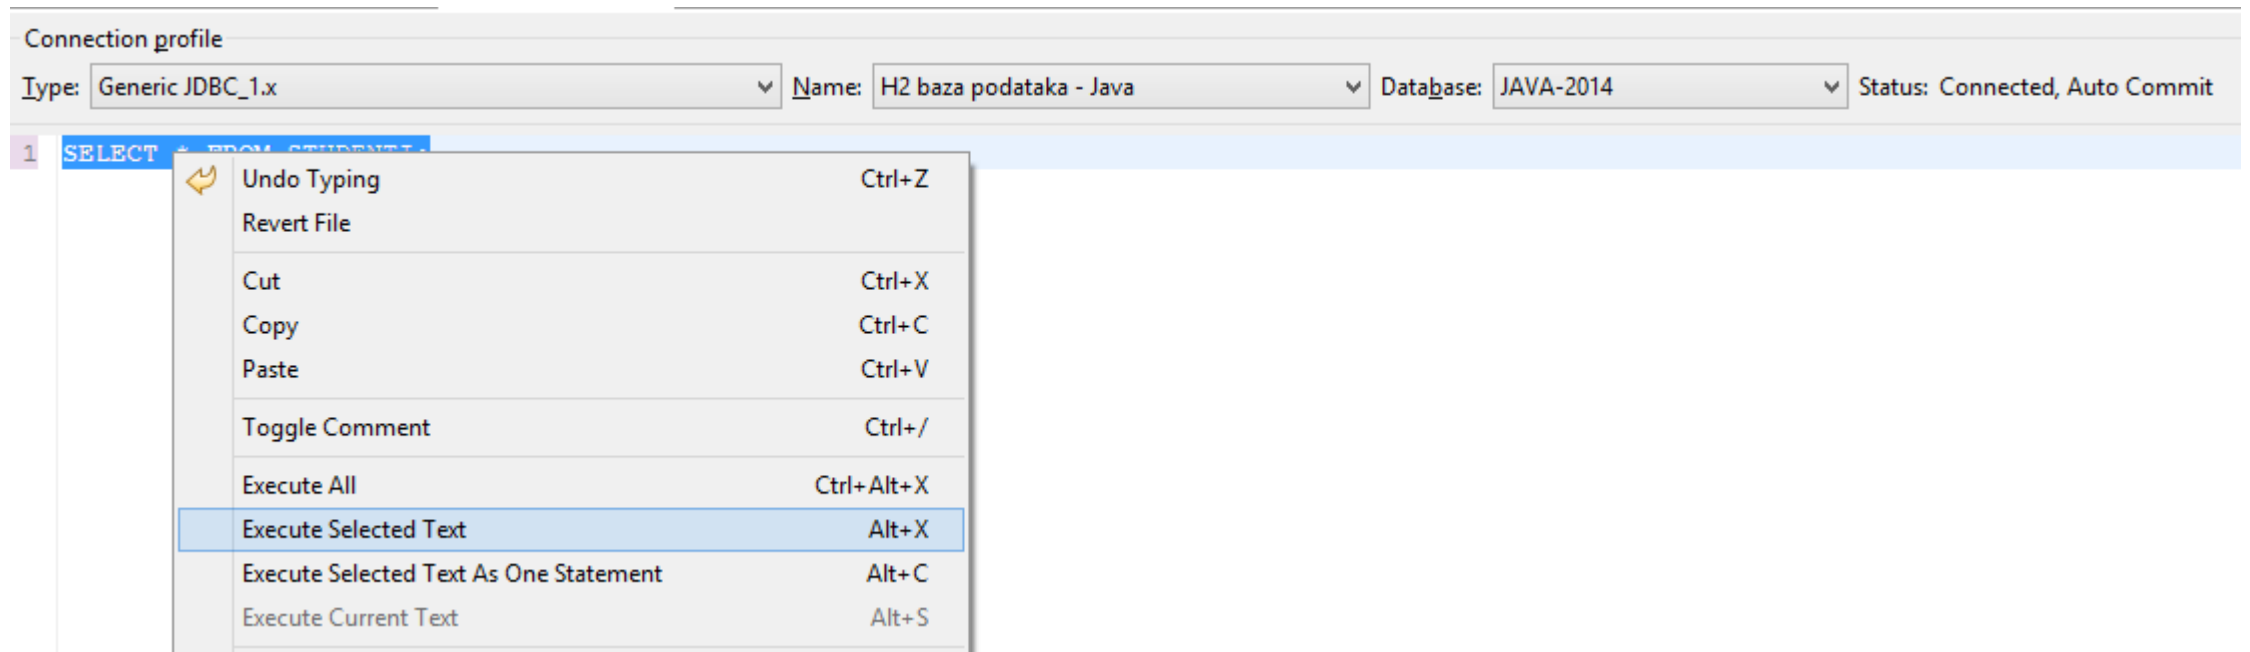 Connection profile
Type: Generic JDBC_1.x Name: H2 baza podataka - Java Database: JAVA-2014 Status: Connected, Auto Commit
1 SELECT * FROM STUDENTI;
Undo Typing Ctrl+Z
Revert File
Cut Ctrl+X
Copy Ctrl+C
Paste Ctrl+V
Toggle Comment Ctrl+/
Execute All Ctrl+Alt+X
Execute Selected Text Alt+X
Execute Selected Text As One Statement Alt+C
Execute Current Text Alt+S